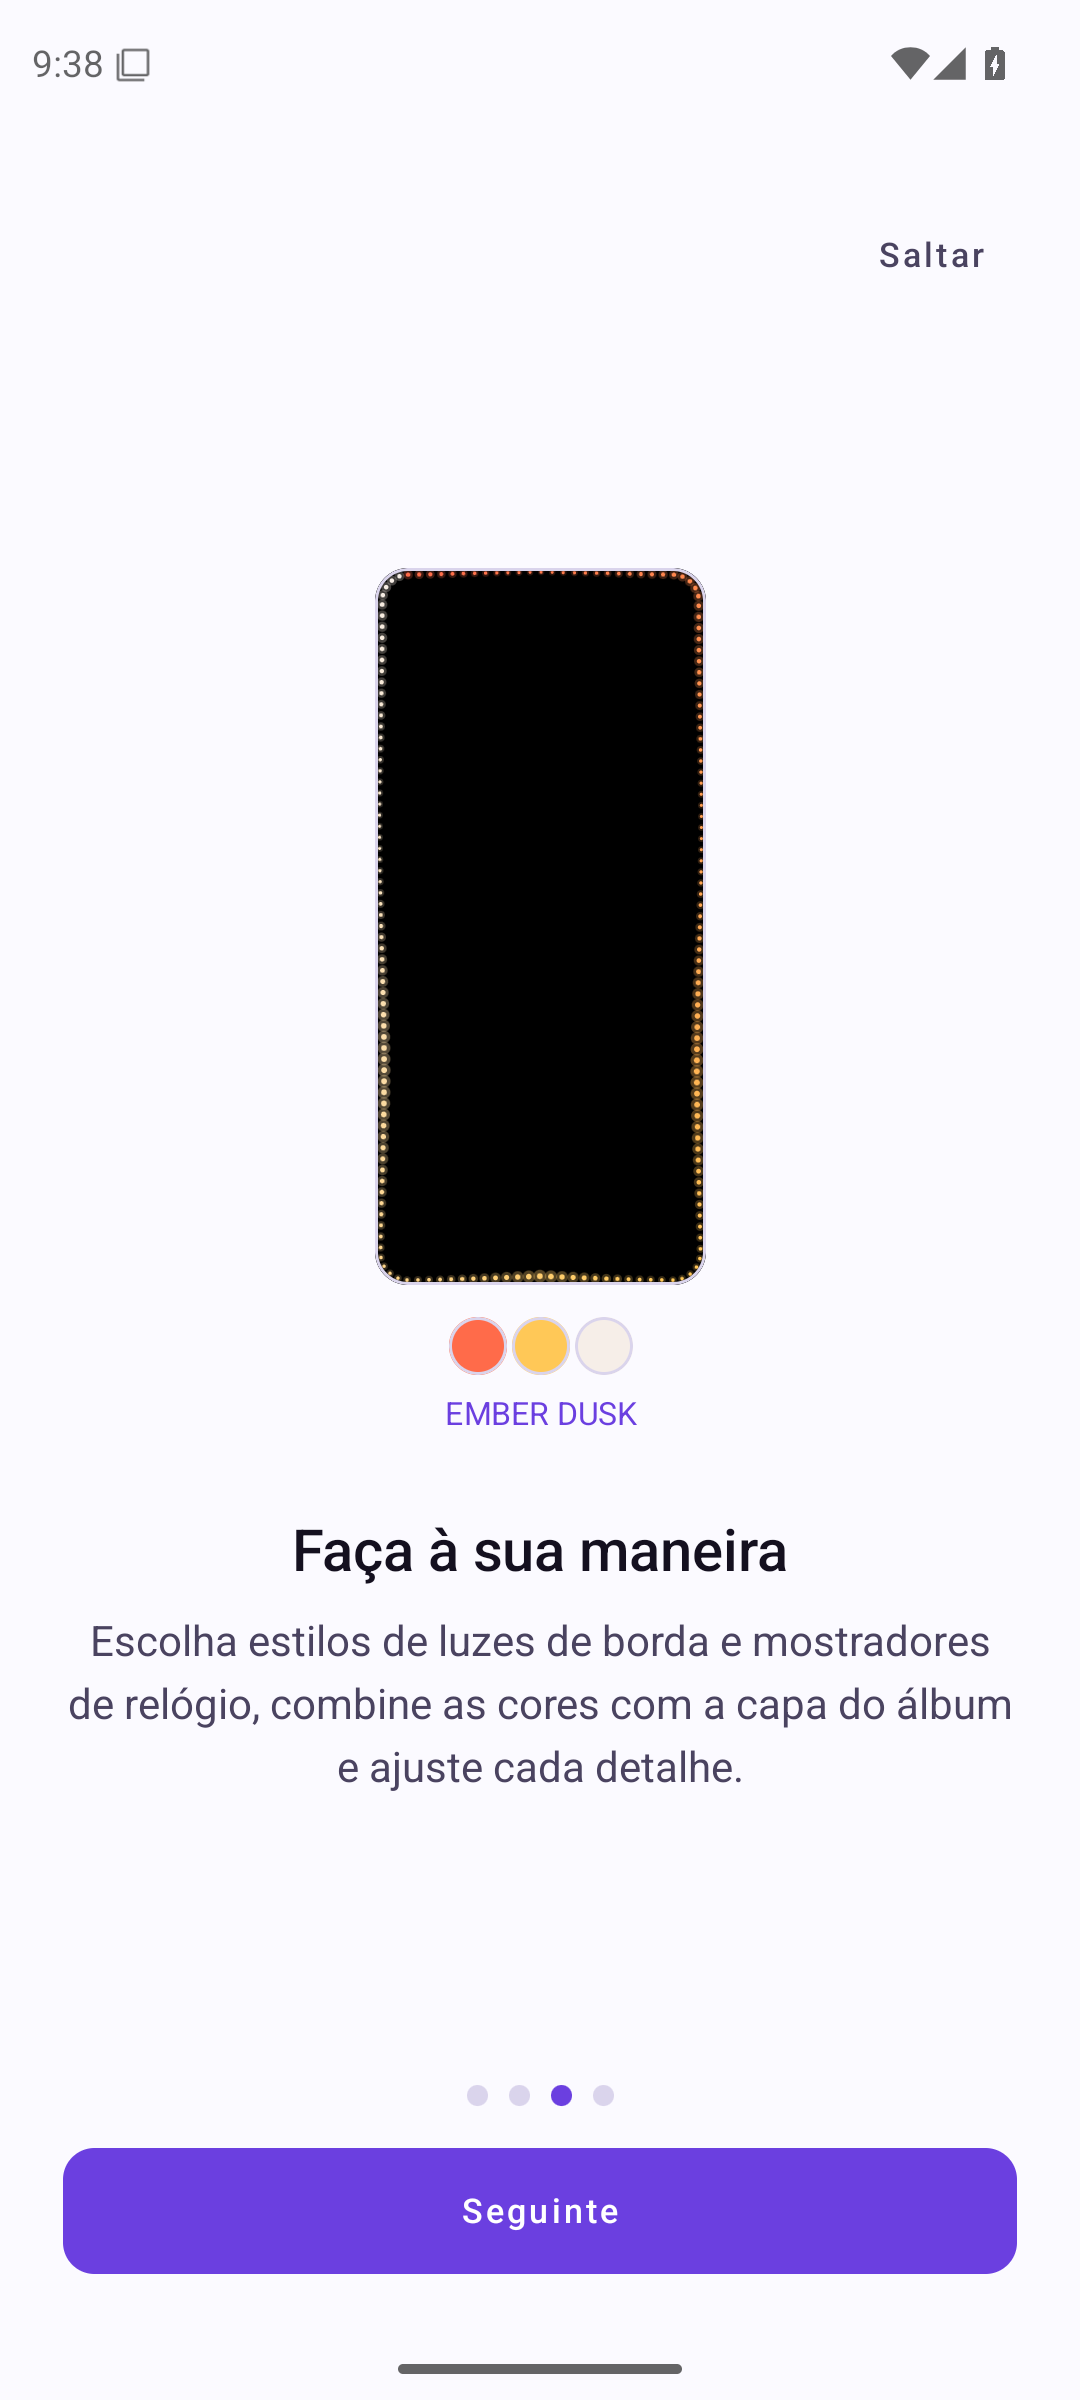 9:38
Saltar
EMBER DUSK
Faça à sua maneira
Escolha estilos de luzes de borda e mostradores
de relógio, combine as cores com a capa do álbum
e ajuste cada detalhe.
Seguinte